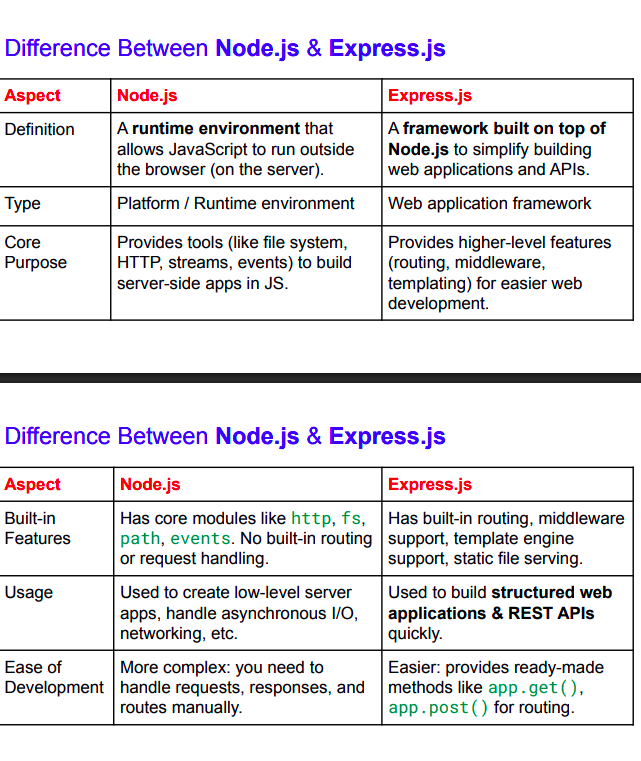 Difference Between Node.js & Express.js
Aspect
Node.js
Express.js
Definition
A runtime environment that
allows JavaScript to run outside
the browser (on the server).
A framework built on top of
Node.js to simplify building
web applications and APIs.
Type
Platform / Runtime environment
Web application framework
Core
Purpose
Provides tools (like file system,
HTTP, streams, events) to build
server-side apps in JS.
Provides higher-level features
(routing, middleware,
templating) for easier web
development.
Difference Between Node.js & Express.js
Aspect
Node.js
Express.js
Built-in
Features
Has core modules like http, fs,
path, events. No built-in routing
or request handling.
Has built-in routing, middleware
support, template engine
support, static file serving.
Usage
Used to create low-level server
apps, handle asynchronous I/O,
networking, etc.
Used to build structured web
applications & REST APIs
quickly.
Ease of
Development
More complex: you need to
handle requests, responses, and
routes manually.
Easier: provides ready-made
methods like app.get(),
app.post() for routing.